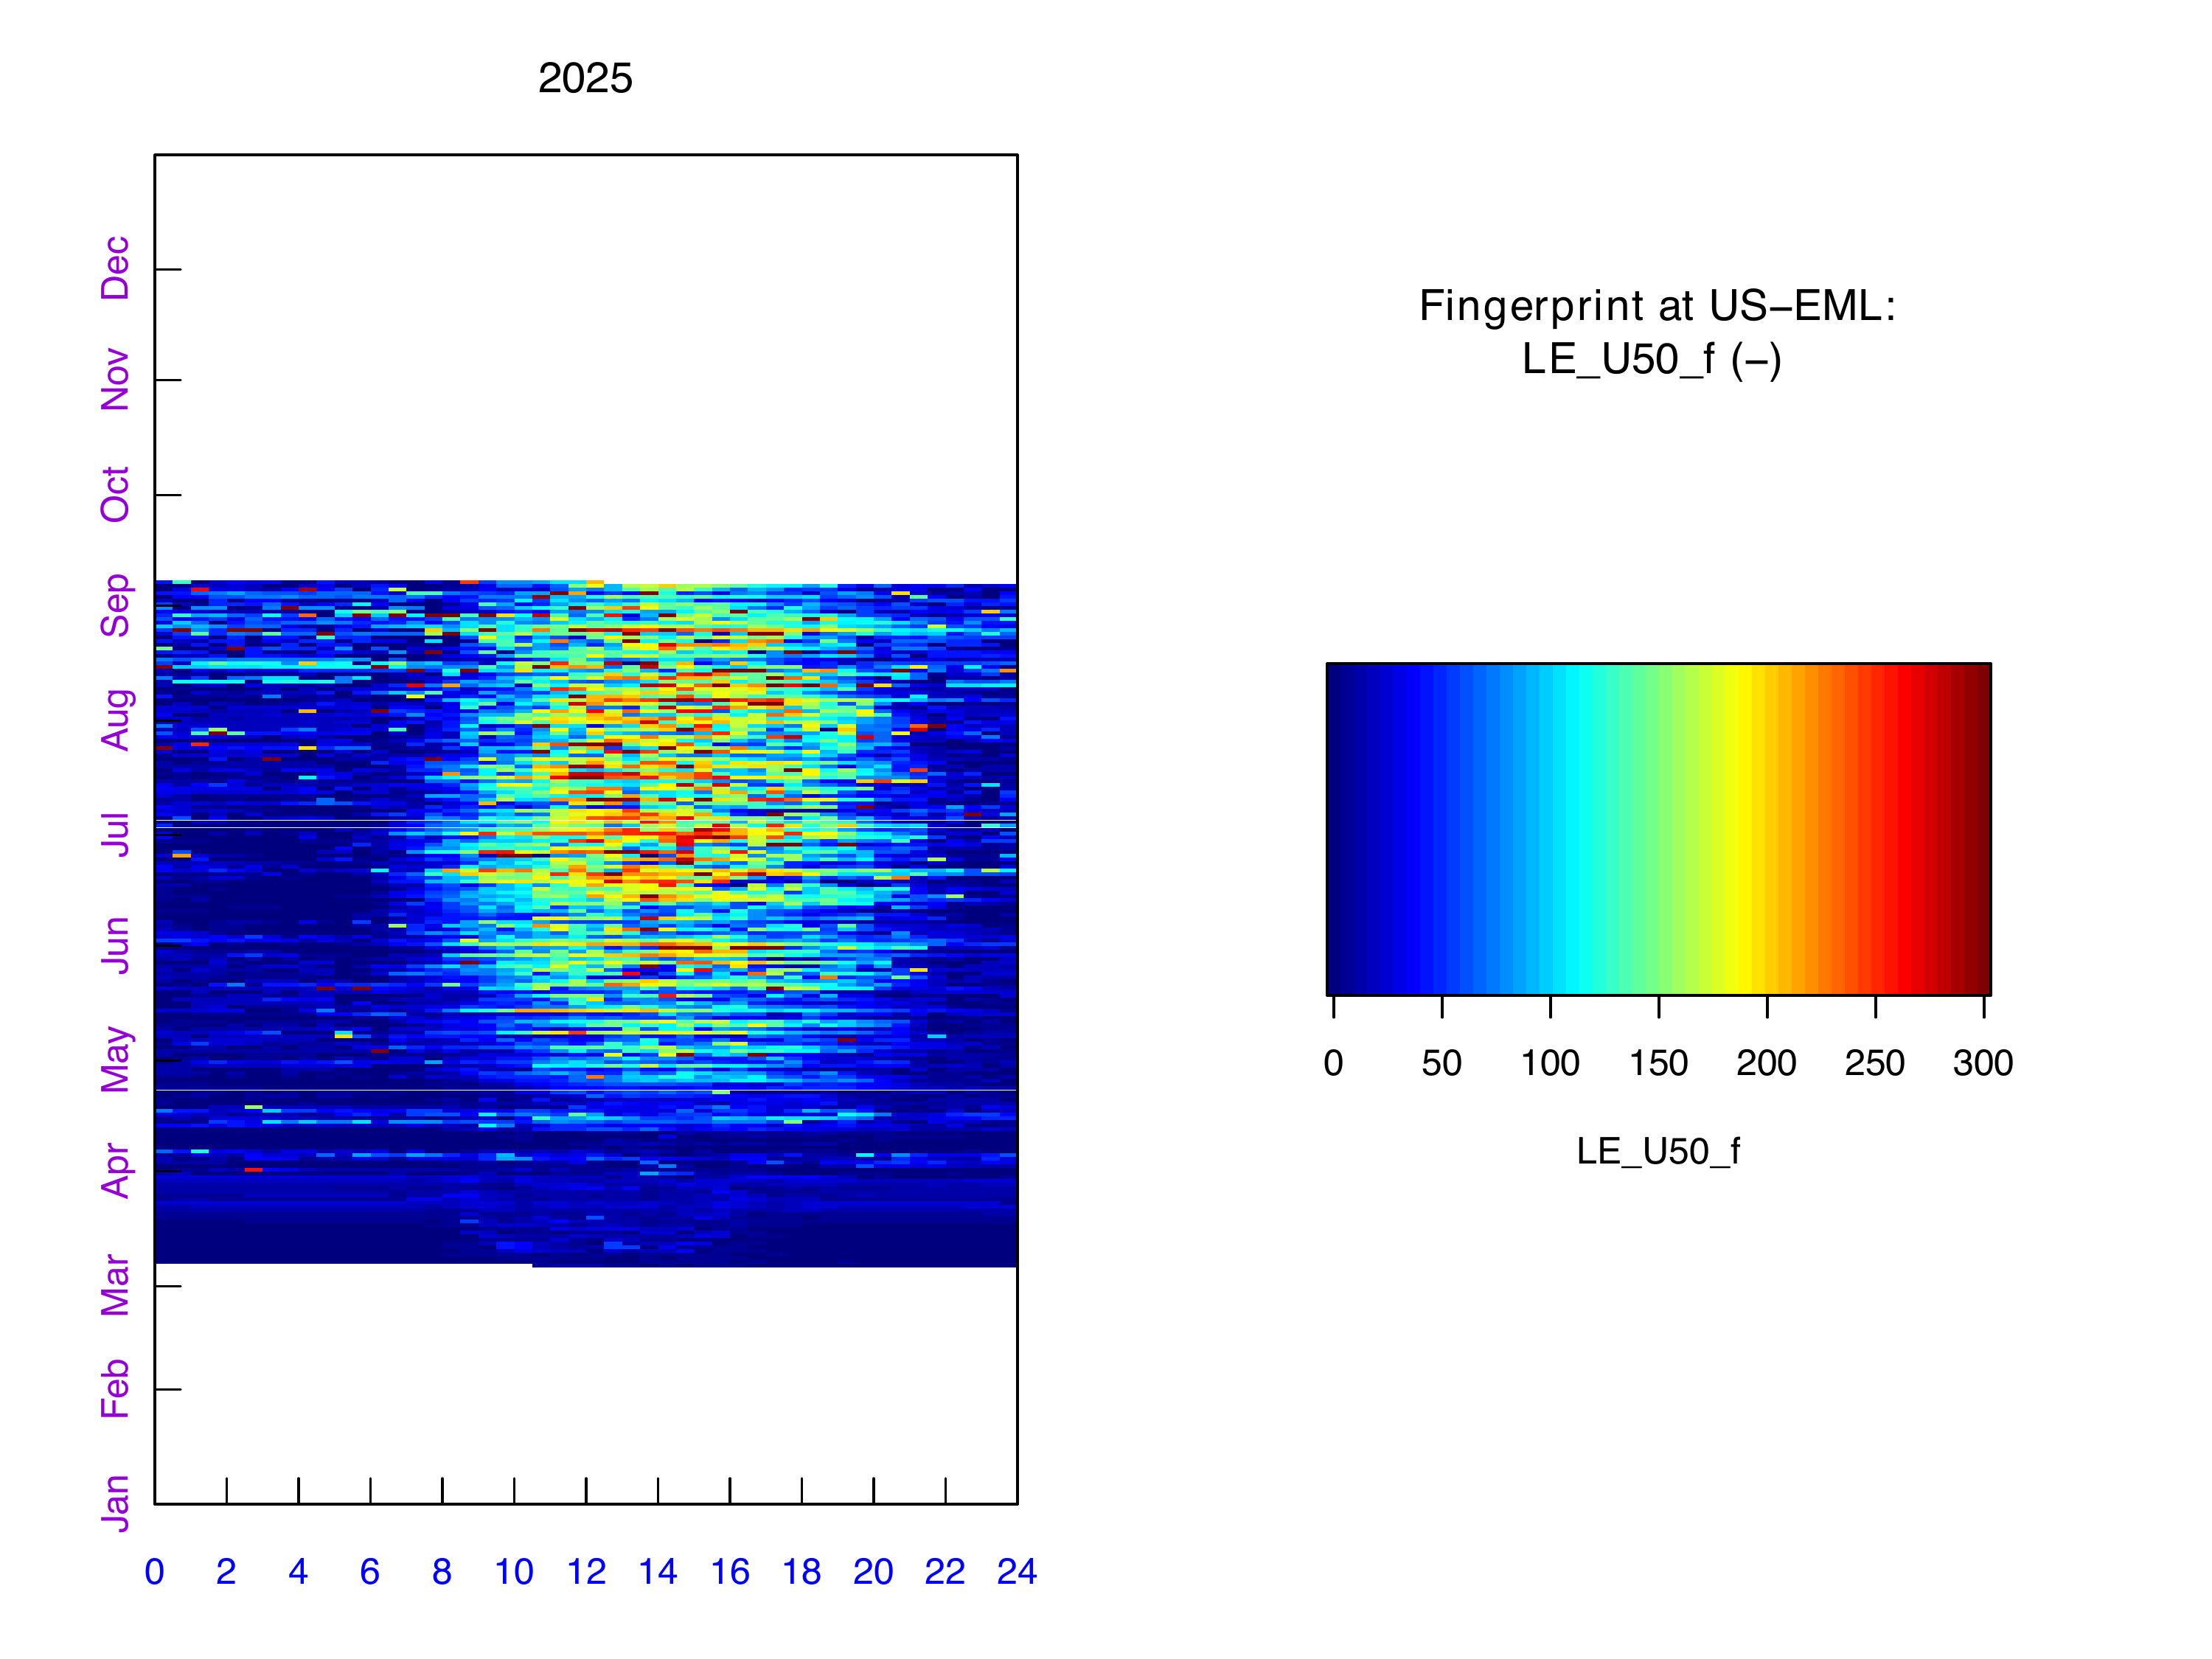 2025
Dec
Nov
Oct
Sep
Aug
Jul
Jun
May
Apr
Mar
Feb
Jan
0 2 4 6 8 10 12 14 16 18 20 22 24
Fingerprint at US−EML:
LE_U50_f (−)
0 50 100 150 200 250 300
LE_U50_f